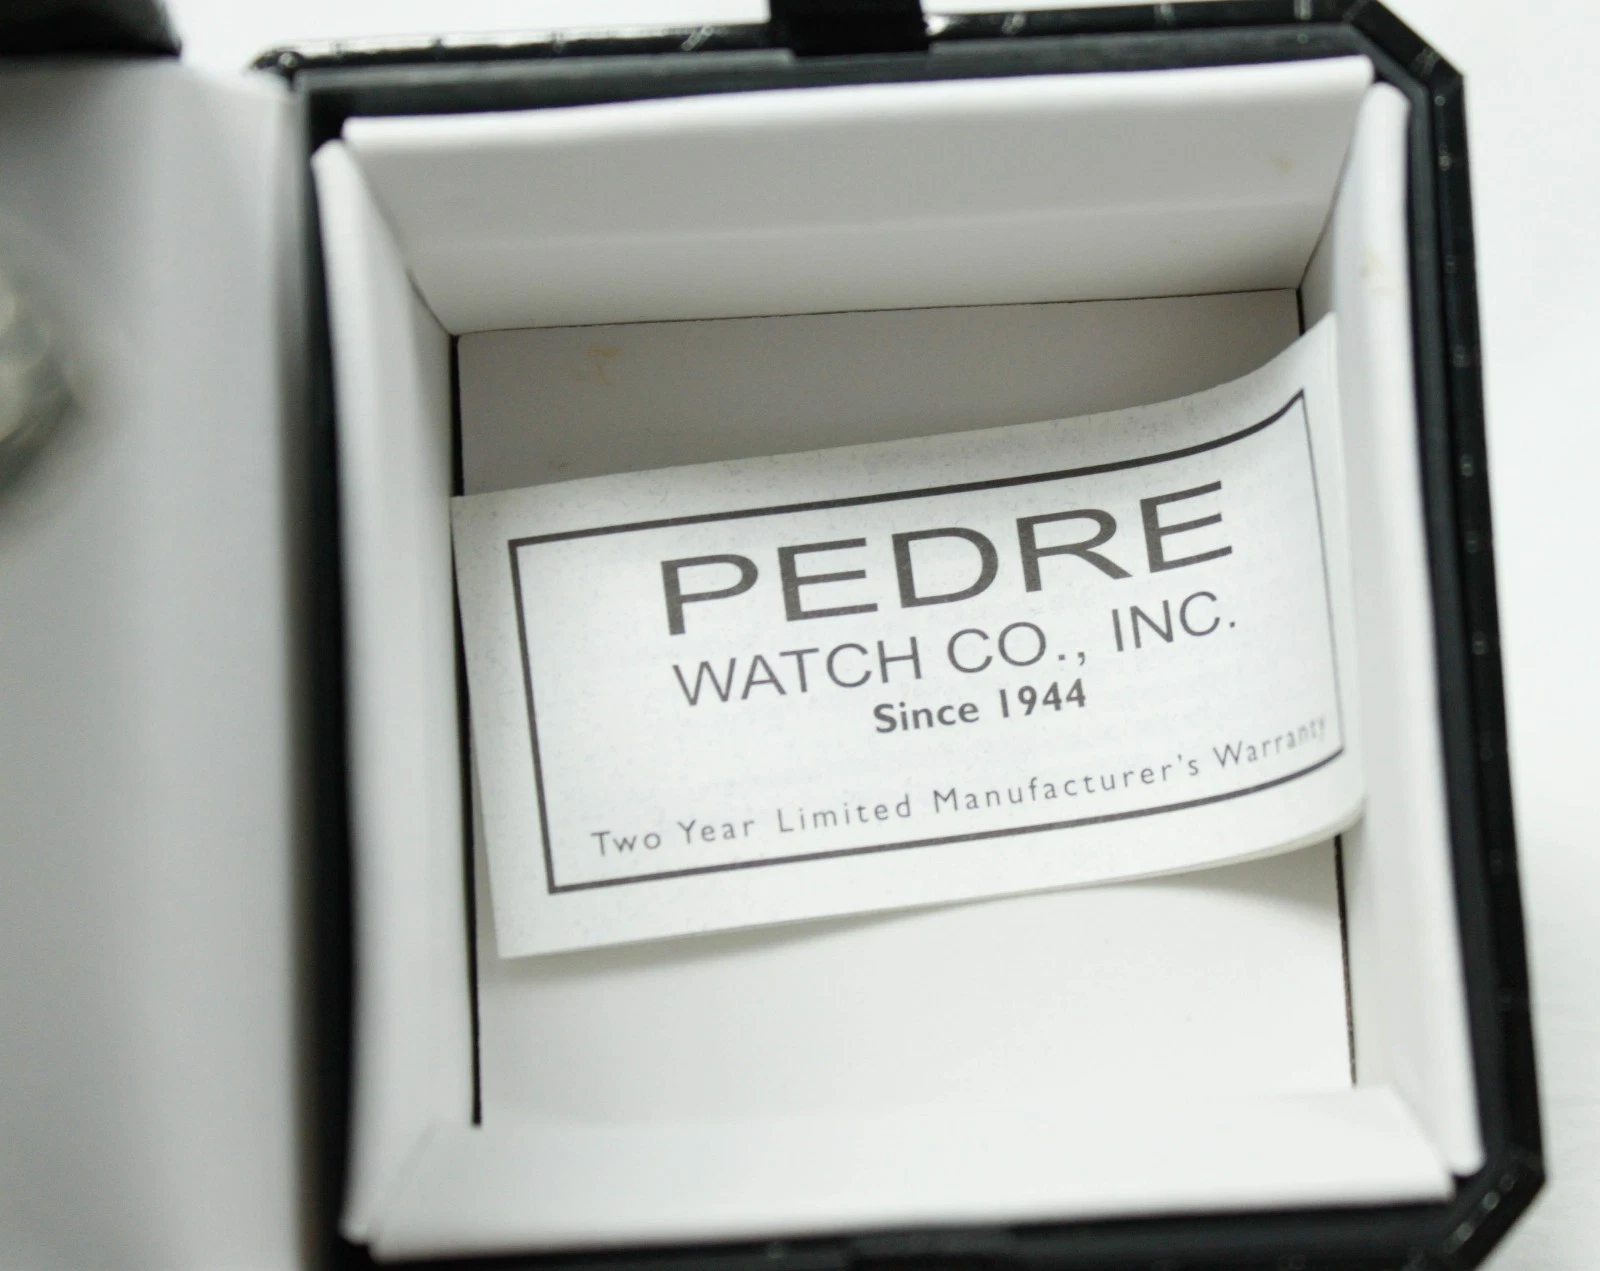 PEDRE
WATCH CO., INC.
Since 1944
Two Year Limited Manufacturer's Warranty